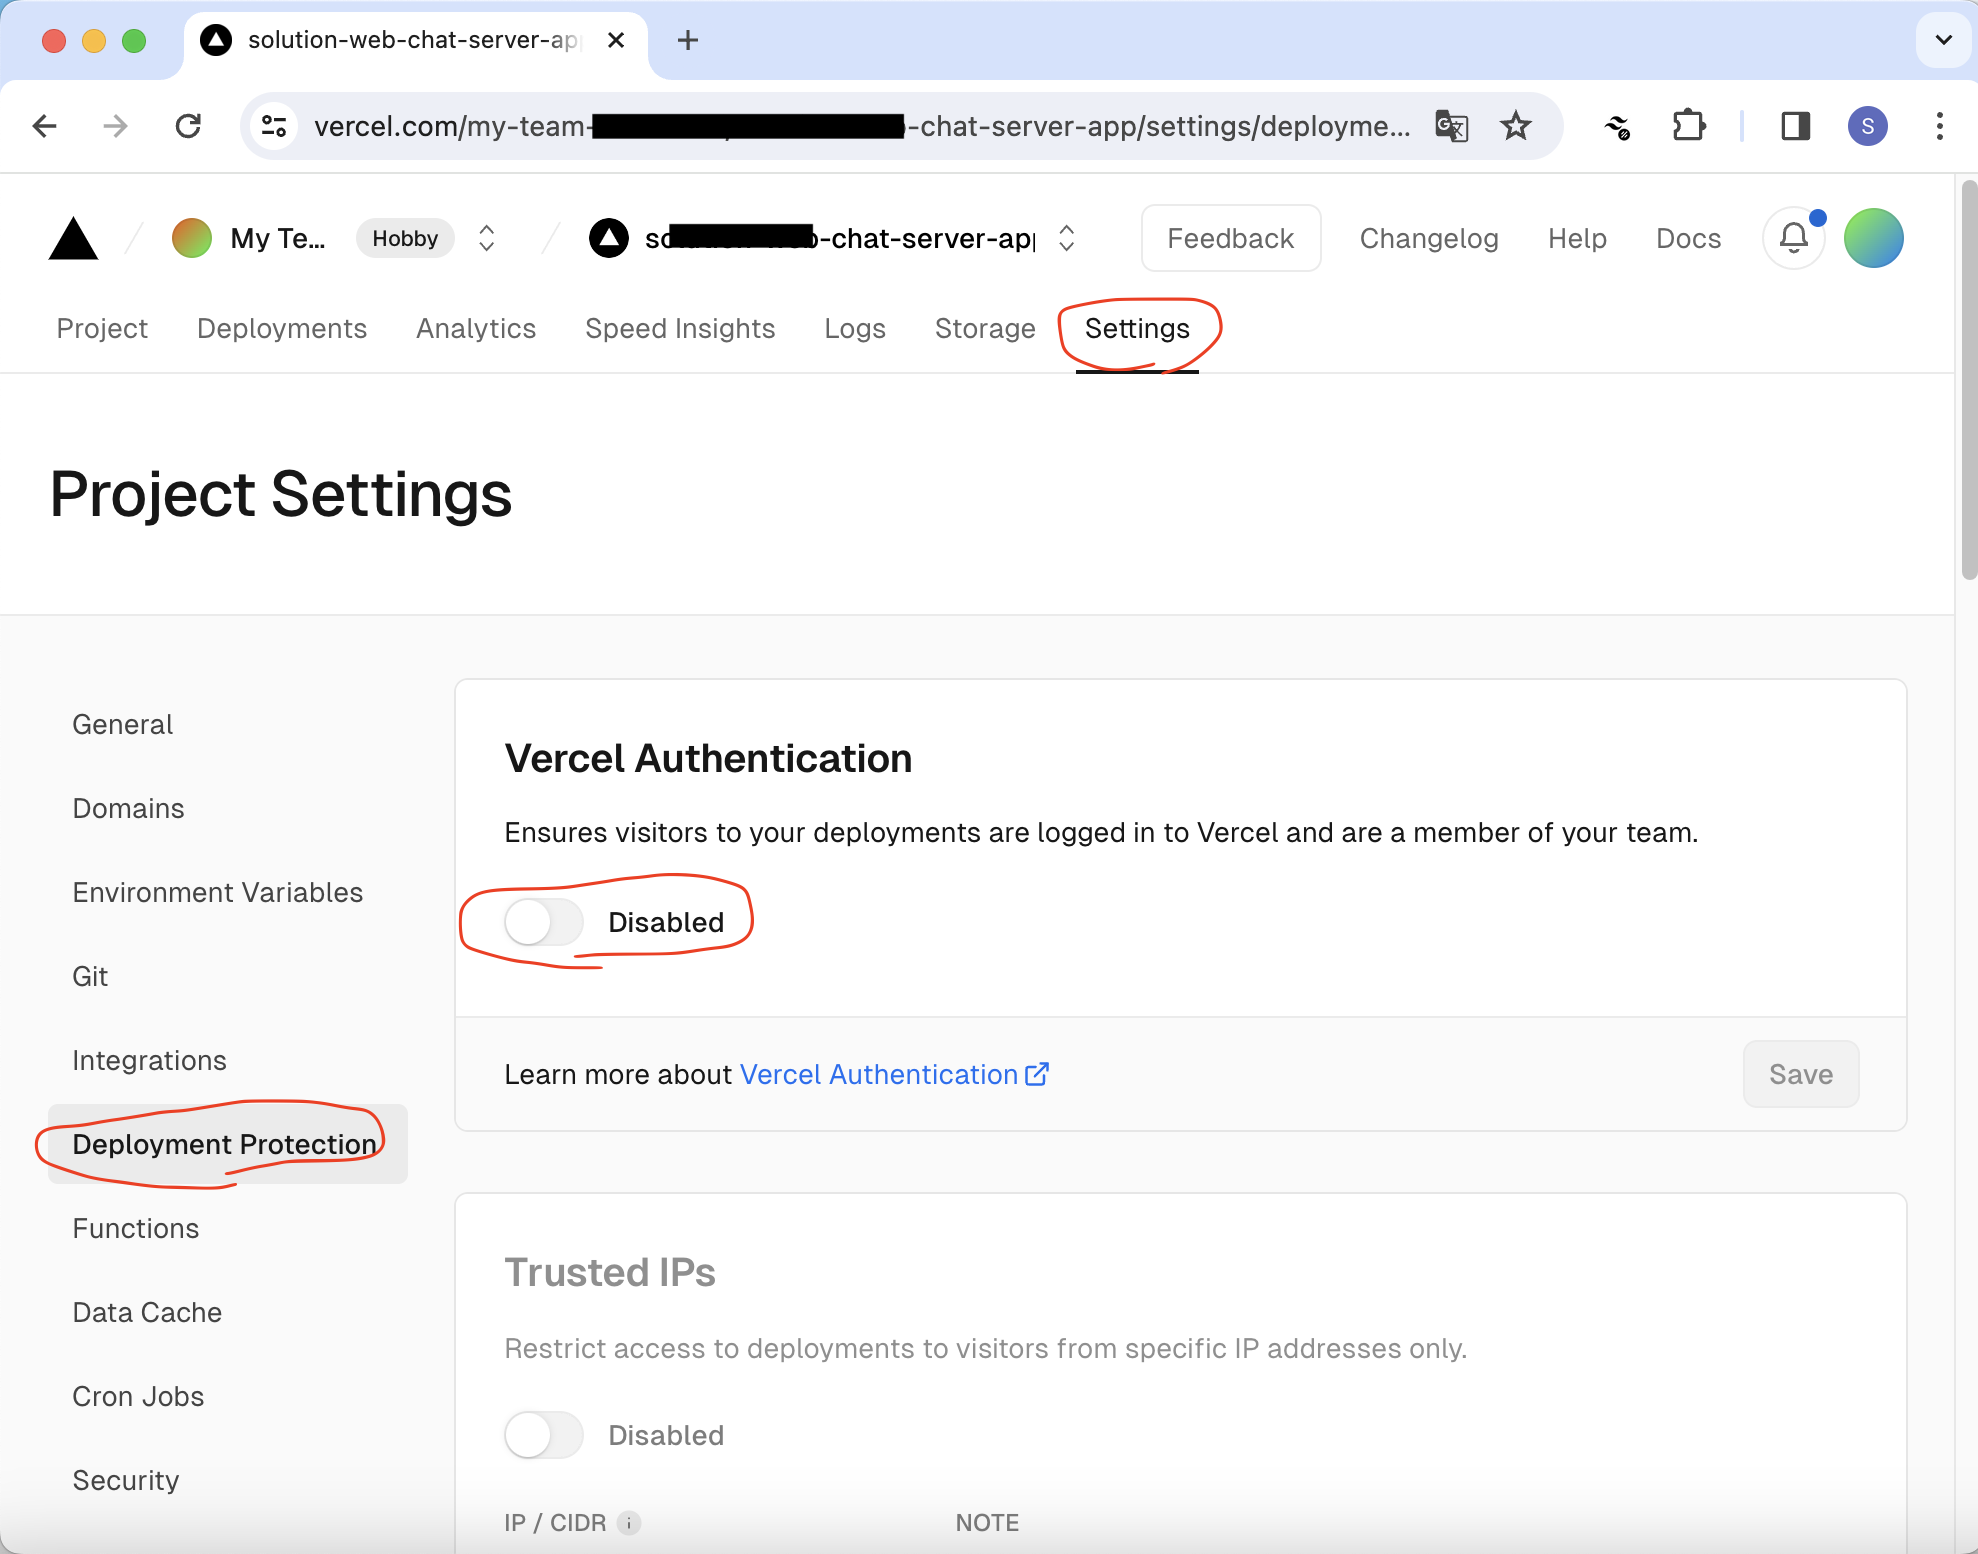 solution-web-chat-server-ap
vercel.com/my-team- -chat-server-app/settings/deployme...
S
My Te...
Hobby
-chat-server-ap
Feedback
Changelog
Help
Docs
Project
Deployments
Analytics
Speed Insights
Logs
Storage
Settings
Project Settings
General
Domains
Environment Variables
Git
Integrations
Deployment Protection
Functions
Data Cache
Cron Jobs
Security
Vercel Authentication
Ensures visitors to your deployments are logged in to Vercel and are a member of your team.
Disabled
Learn more about Vercel Authentication
Save
Trusted IPs
Restrict access to deployments to visitors from specific IP addresses only.
Disabled
IP / CIDR
NOTE